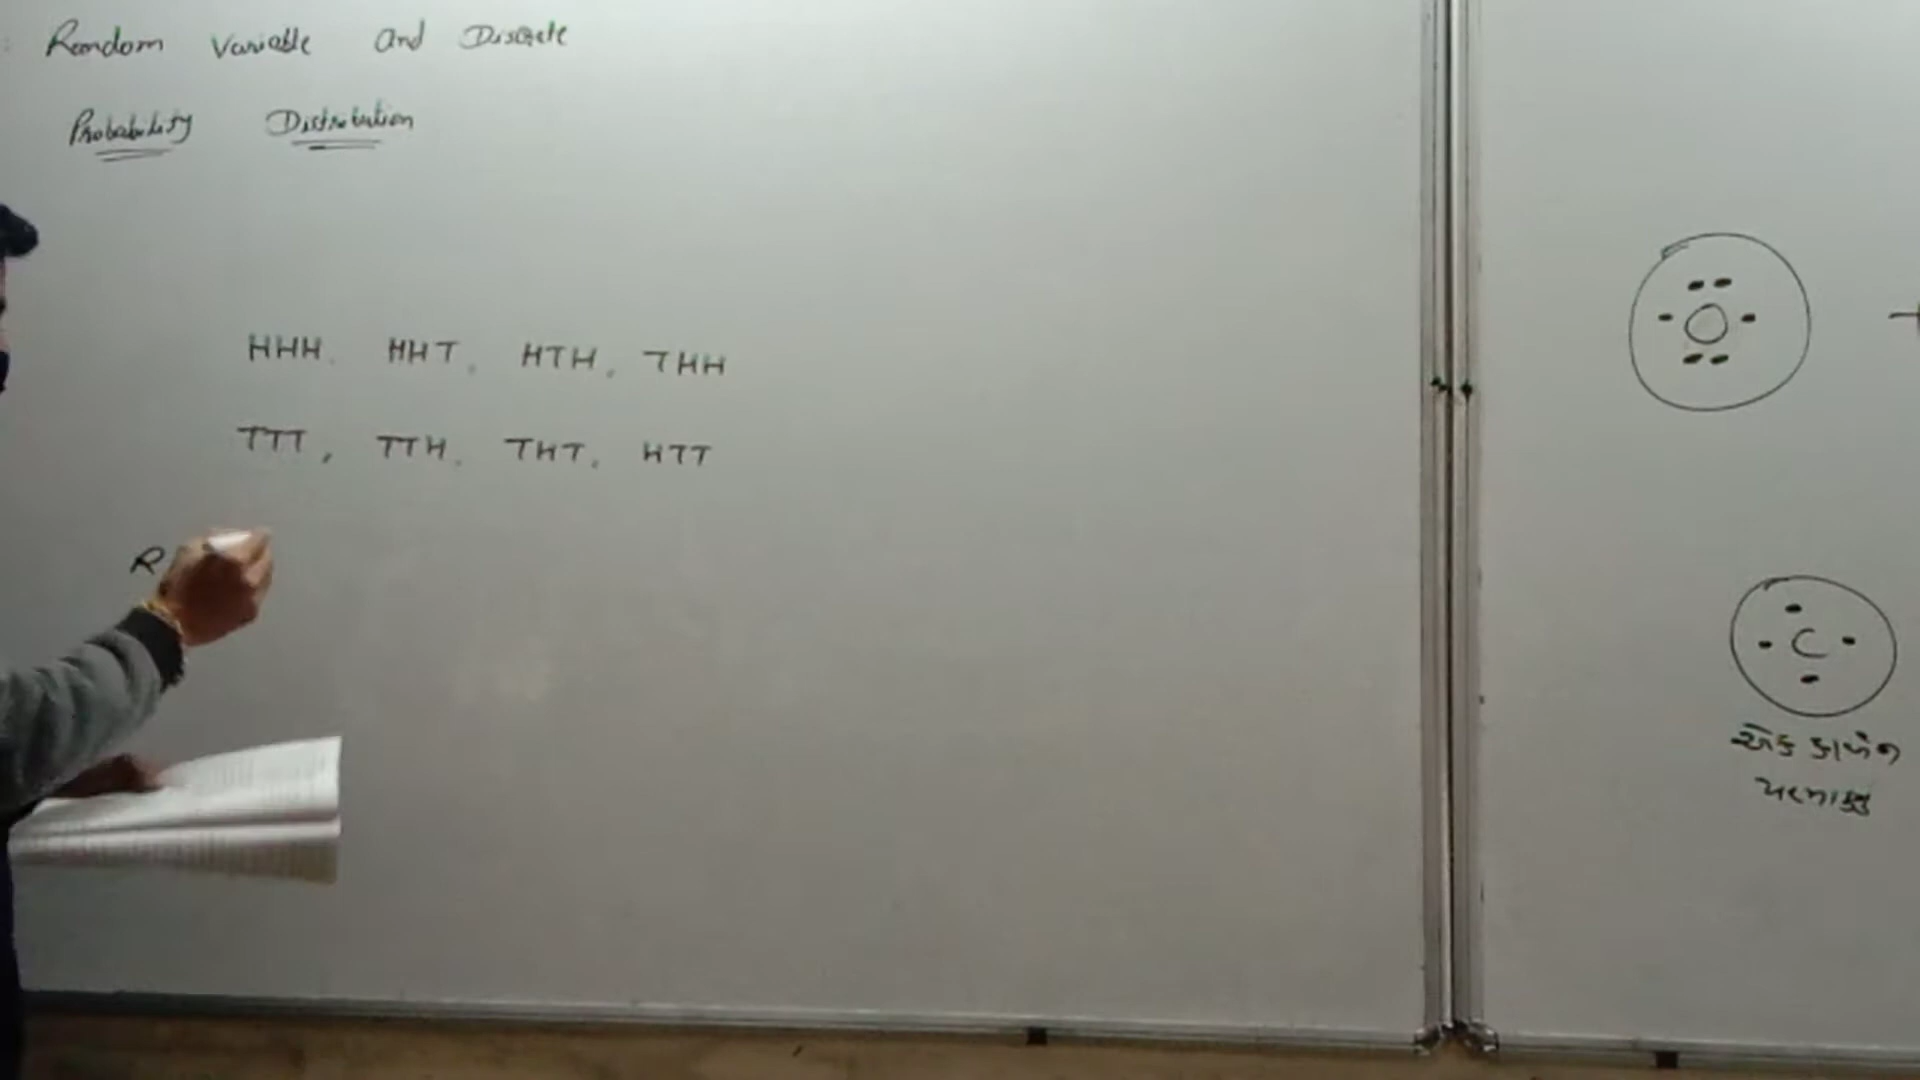 Random Variable and Discrete
Probability Distribution
HHH, HHT, HTH, THH
TTT, TTH, THT, HTT
R
C
એક કાર્બન
પરમાણુ